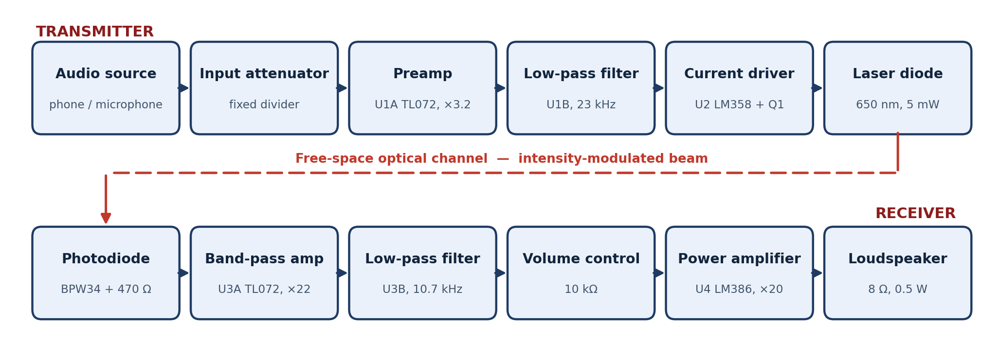 TRANSMITTER
Audio source
phone / microphone
Input attenuator
fixed divider
Preamp
U1A TL072, ×3.2
Low-pass filter
U1B, 23 kHz
Current driver
U2 LM358 + Q1
Laser diode
650 nm, 5 mW
Free-space optical channel — intensity-modulated beam
RECEIVER
Photodiode
BPW34 + 470 Ω
Band-pass amp
U3A TL072, ×22
Low-pass filter
U3B, 10.7 kHz
Volume control
10 kΩ
Power amplifier
U4 LM386, ×20
Loudspeaker
8 Ω, 0.5 W